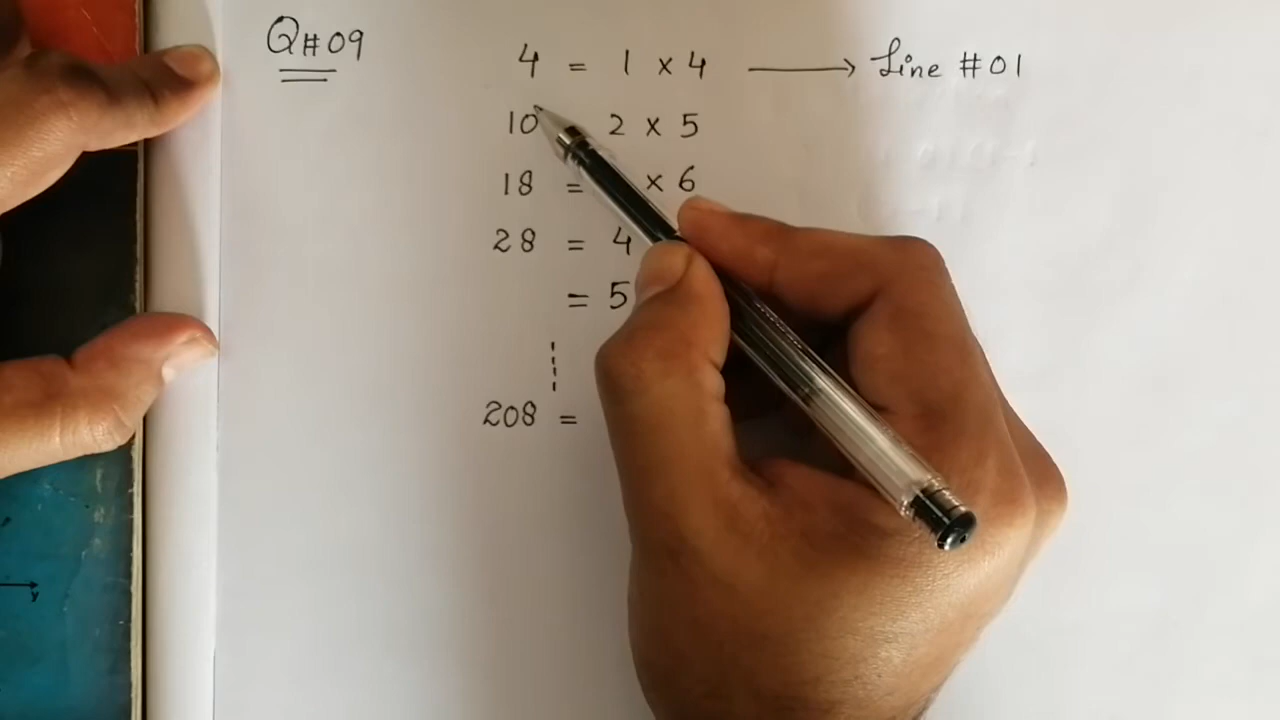 Q#09
4 = 1 × 4 → Line #01
10 2 × 5
18 = × 6
28 = 4
= 5
208 =